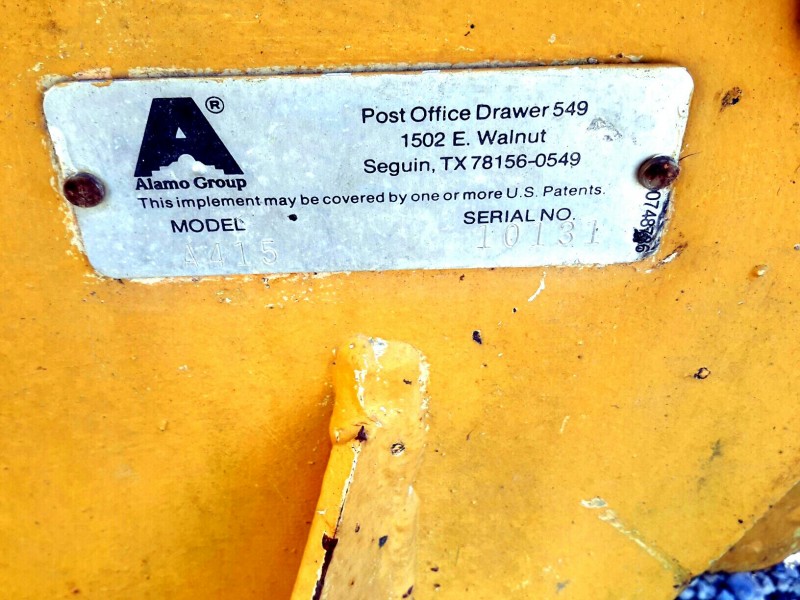 A®
Alamo Group
Post Office Drawer 549
1502 E. Walnut
Seguin, TX 78156-0549
This implement may be covered by one or more U.S. Patents.
MODEL
A415
SERIAL NO.
10131